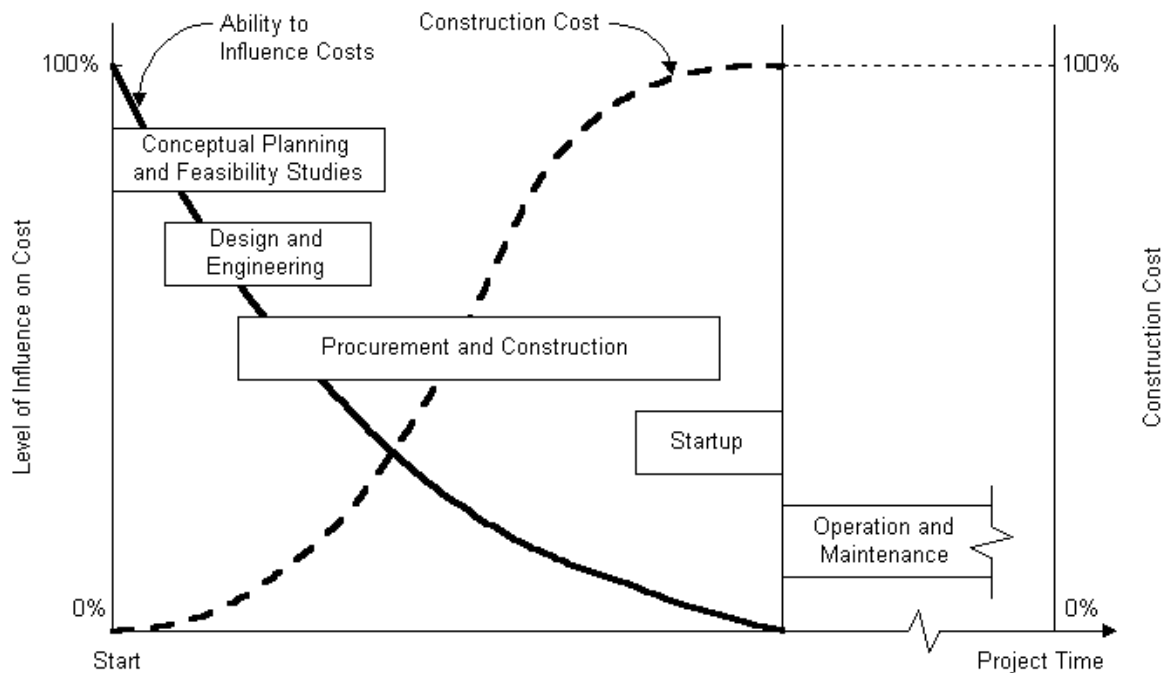 Ability to
Influence Costs
Construction Cost
100%
100%
Conceptual Planning
and Feasibility Studies
Design and
Engineering
Level of Influence on Cost
Construction Cost
Procurement and Construction
Startup
Operation and
Maintenance
0%
0%
Start
Project Time